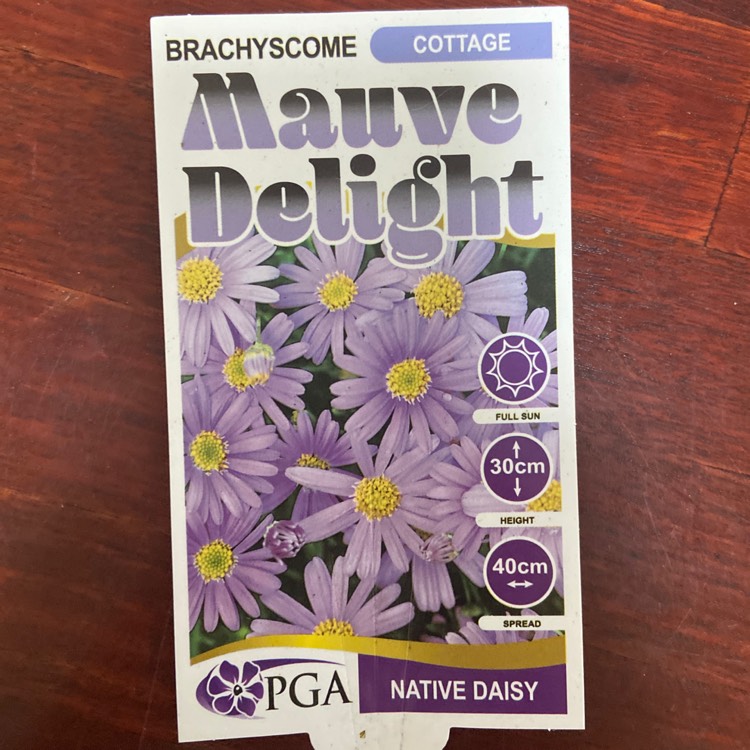 BRACHYSCOME COTTAGE
Mauve
Delight
FULL SUN
30cm
HEIGHT
40cm
SPREAD
PGA NATIVE DAISY